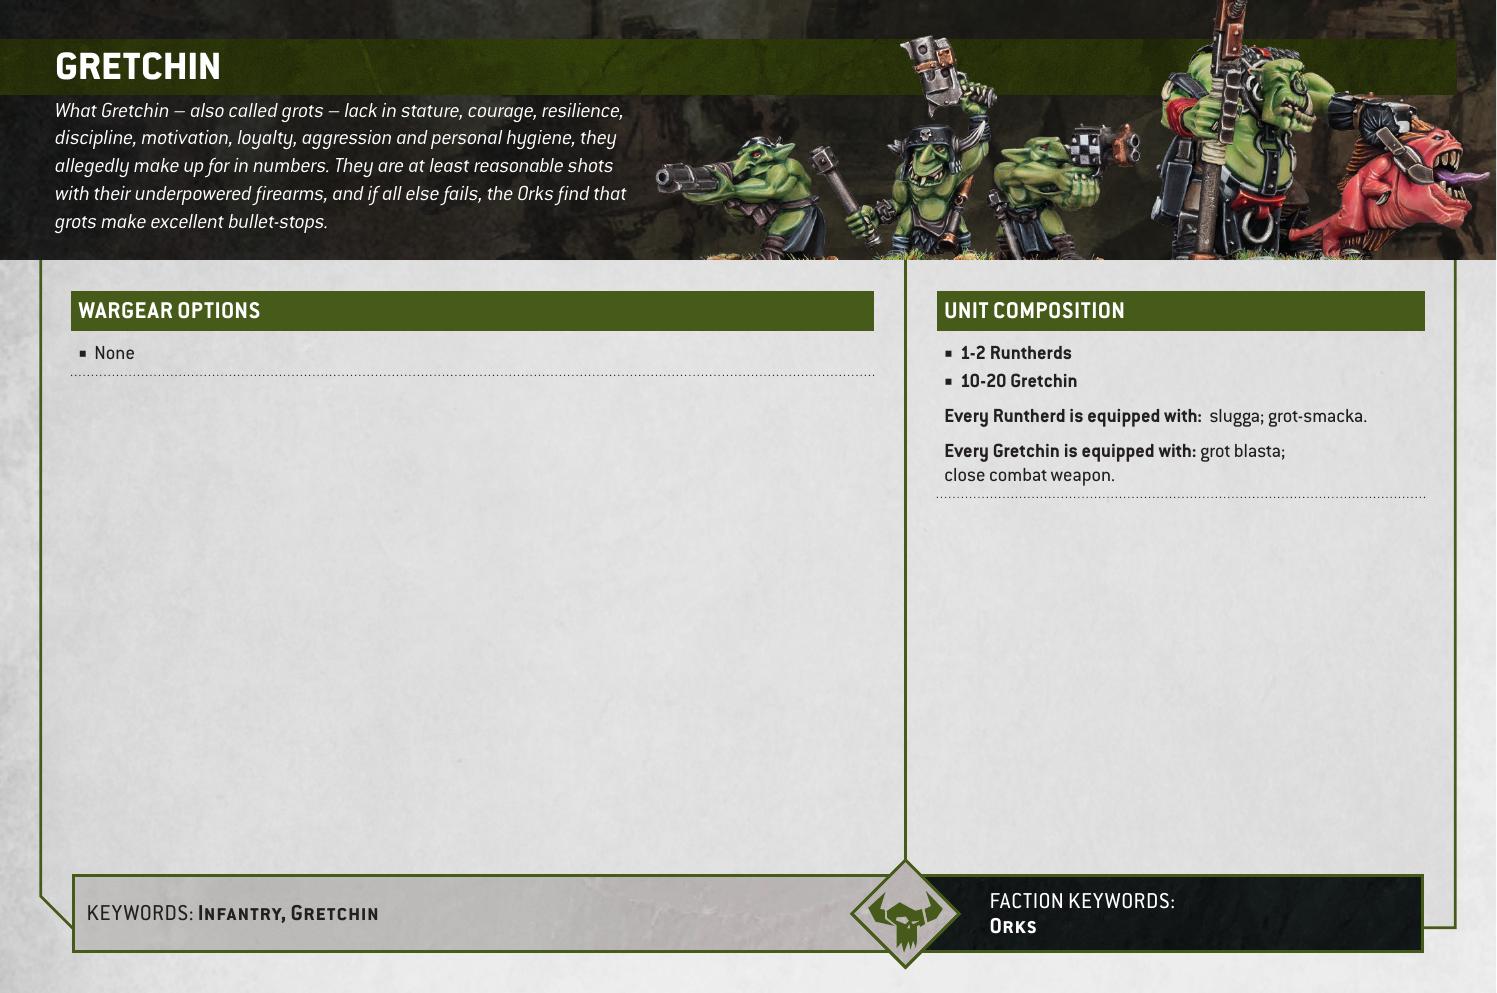 GRETCHIN
What Gretchin – also called grots – lack in stature, courage, resilience,
discipline, motivation, loyalty, aggression and personal hygiene, they
allegedly make up for in numbers. They are at least reasonable shots
with their underpowered firearms, and if all else fails, the Orks find that
grots make excellent bullet-stops.
WARGEAR OPTIONS
▪ None
UNIT COMPOSITION
▪ 1-2 Runtherds
▪ 10-20 Gretchin
Every Runtherd is equipped with: slugga; grot-smacka.
Every Gretchin is equipped with: grot blasta;
close combat weapon.
KEYWORDS: Infantry, Gretchin
FACTION KEYWORDS:
Orks